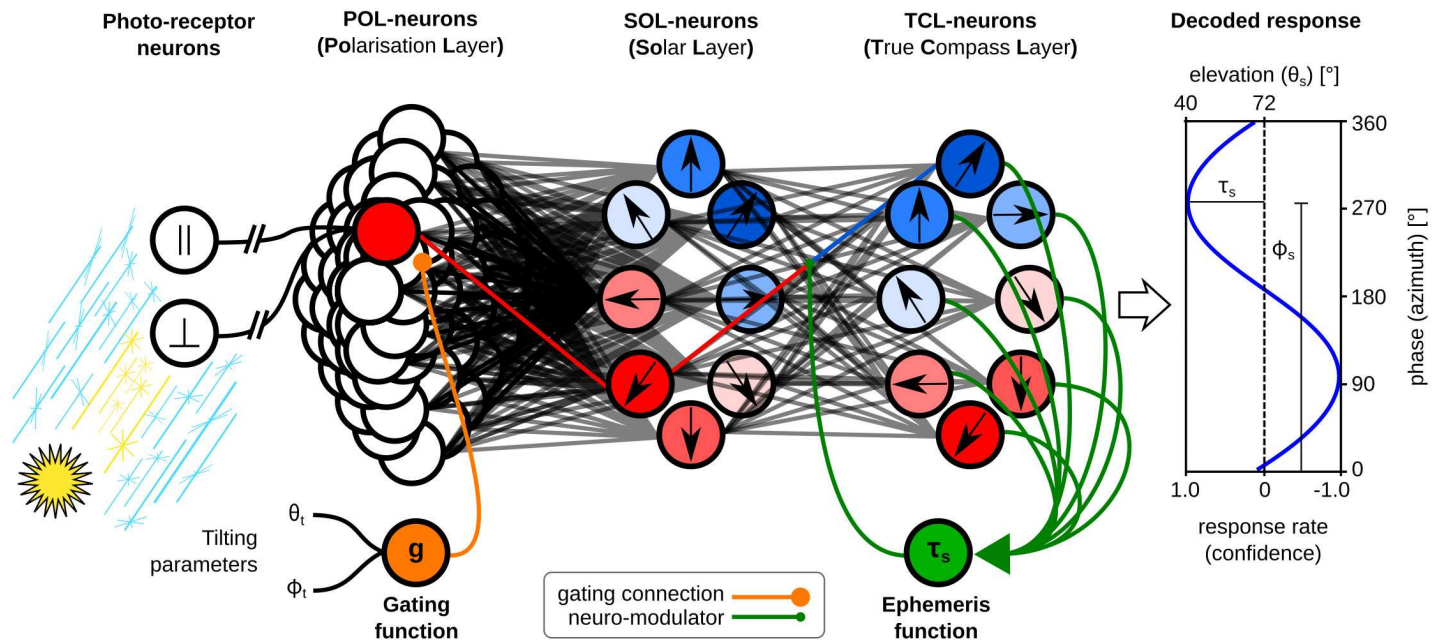 Photo-receptor
neurons
POL-neurons
(Polarisation Layer)
SOL-neurons
(Solar Layer)
TCL-neurons
(True Compass Layer)
Decoded response
elevation (θs) [°]
40 72
||
⊥
τs
ϕs
360
270
180
90
0
phase (azimuth) [°]
1.0 0 -1.0
response rate
(confidence)
Tilting
parameters
θt
ϕt
g
Gating
function
gating connection
neuro-modulator
τs
Ephemeris
function